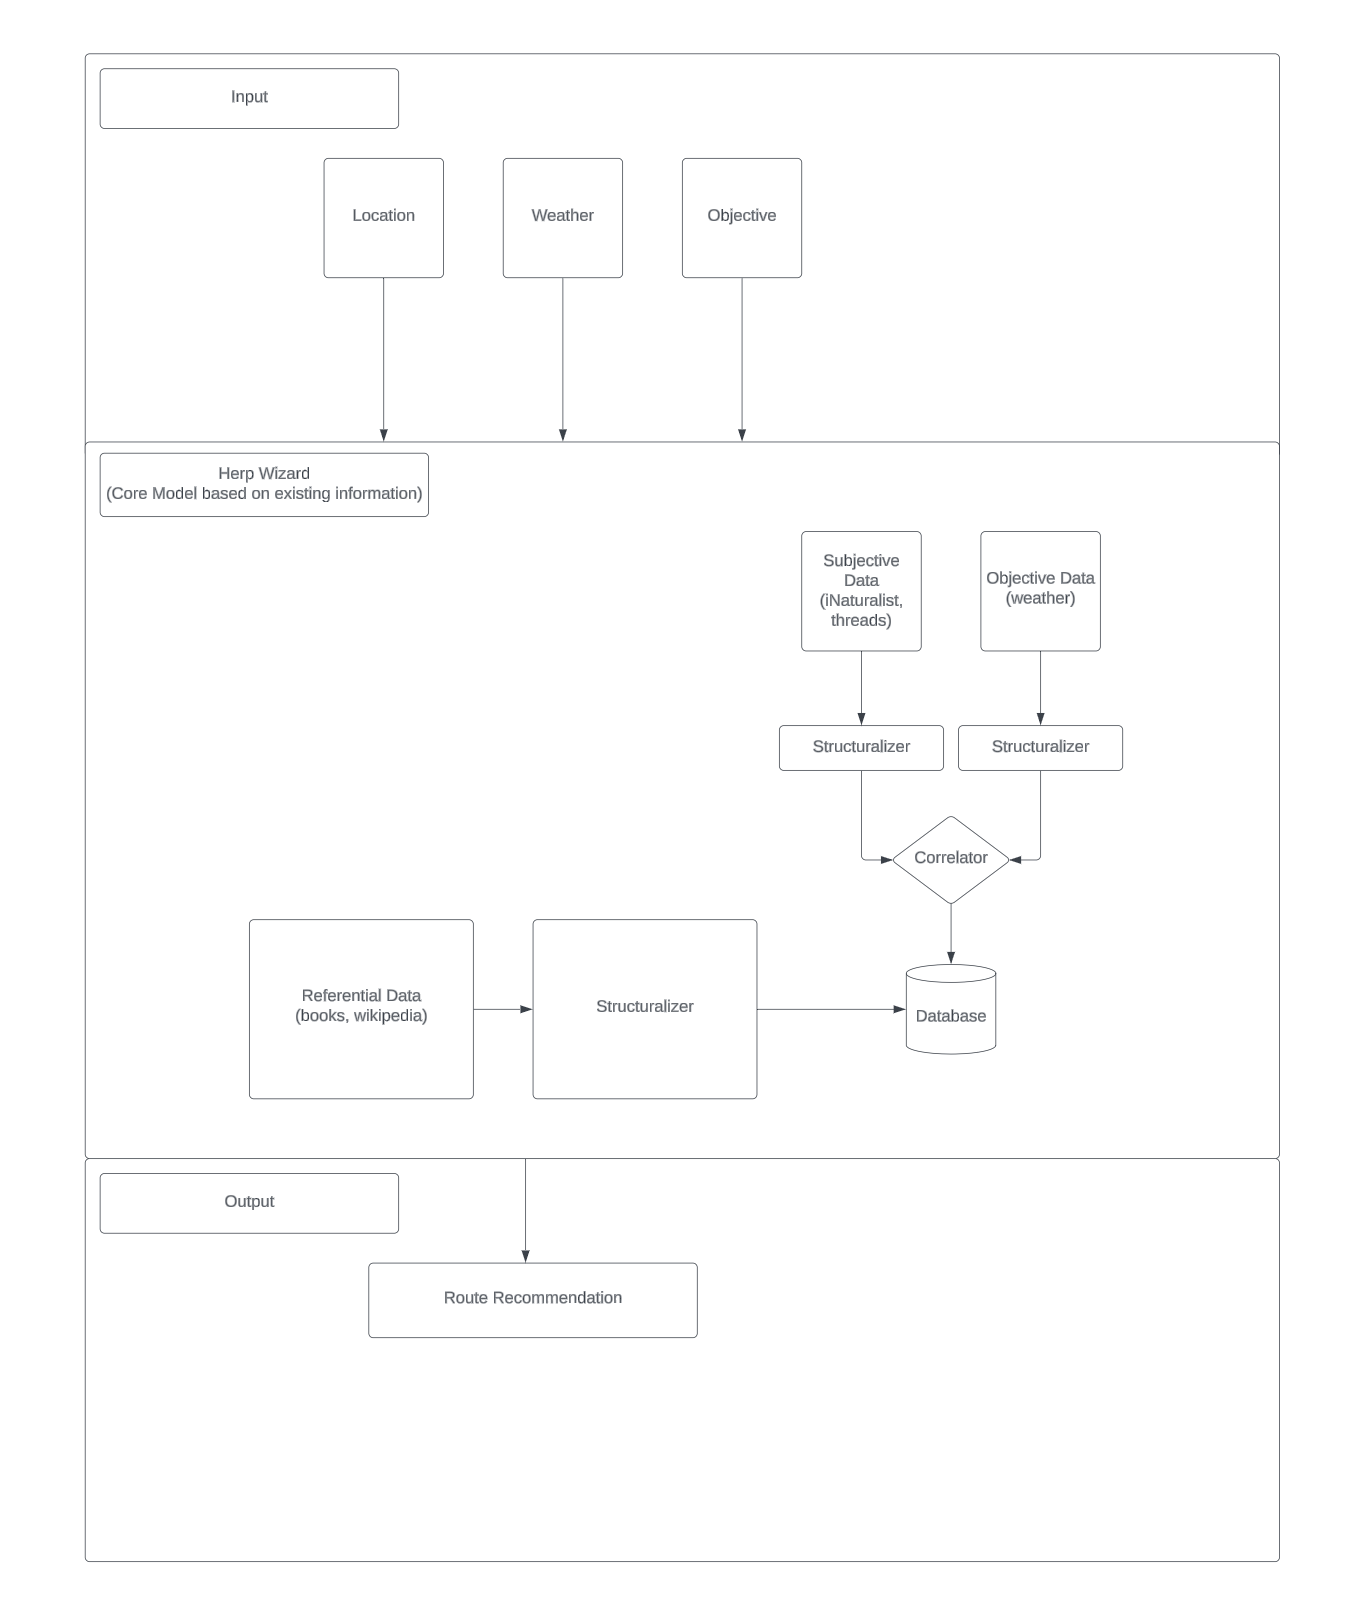 Input
Location
Weather
Objective
Herp Wizard
(Core Model based on existing information)
Subjective
Data
(iNaturalist,
threads)
Objective Data
(weather)
Structuralizer
Structuralizer
Correlator
Referential Data
(books, wikipedia)
Structuralizer
Database
Output
Route Recommendation